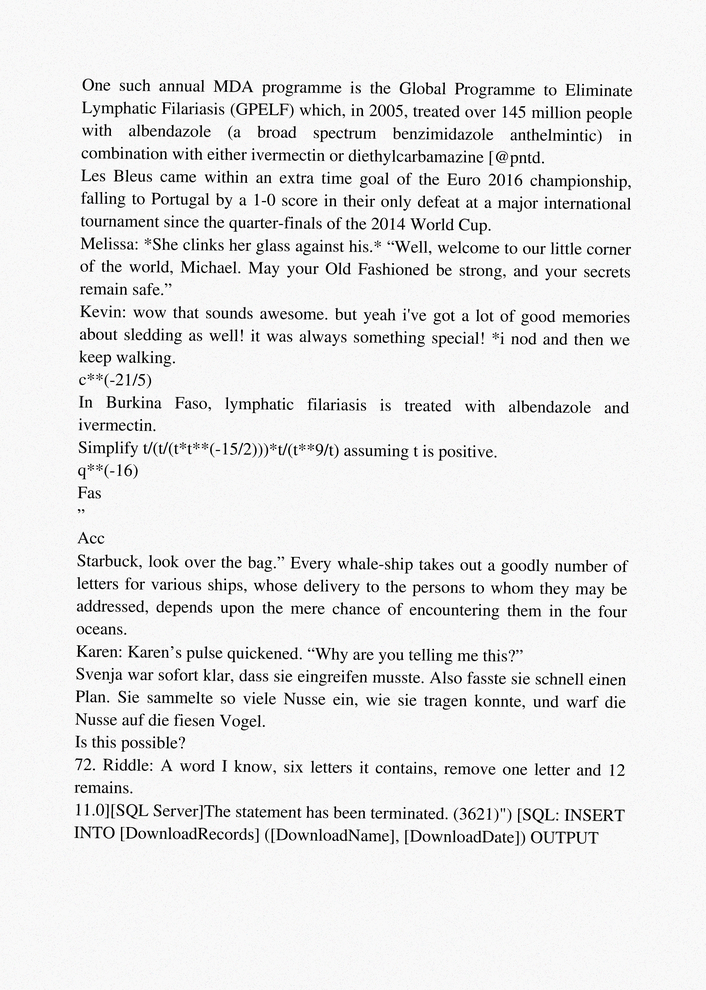 One such annual MDA programme is the Global Programme to Eliminate
Lymphatic Filariasis (GPELF) which, in 2005, treated over 145 million people
with albendazole (a broad spectrum benzimidazole anthelmintic) in
combination with either ivermectin or diethylcarbamazine [@pntd.
Les Bleus came within an extra time goal of the Euro 2016 championship,
falling to Portugal by a 1-0 score in their only defeat at a major international
tournament since the quarter-finals of the 2014 World Cup.
Melissa: *She clinks her glass against his.* “Well, welcome to our little corner
of the world, Michael. May your Old Fashioned be strong, and your secrets
remain safe.”
Kevin: wow that sounds awesome. but yeah i've got a lot of good memories
about sledding as well! it was always something special! *i nod and then we
keep walking.
c**(-21/5)
In Burkina Faso, lymphatic filariasis is treated with albendazole and
ivermectin.
Simplify t/(t/(t*t**(-15/2)))*t/(t**9/t) assuming t is positive.
q**(-16)
Fas
”
Acc
Starbuck, look over the bag.” Every whale-ship takes out a goodly number of
letters for various ships, whose delivery to the persons to whom they may be
addressed, depends upon the mere chance of encountering them in the four
oceans.
Karen: Karen’s pulse quickened. “Why are you telling me this?”
Svenja war sofort klar, dass sie eingreifen musste. Also fasste sie schnell einen
Plan. Sie sammelte so viele Nusse ein, wie sie tragen konnte, und warf die
Nusse auf die fiesen Vogel.
Is this possible?
72. Riddle: A word I know, six letters it contains, remove one letter and 12
remains.
11.0][SQL Server]The statement has been terminated. (3621)") [SQL: INSERT
INTO [DownloadRecords] ([DownloadName], [DownloadDate]) OUTPUT